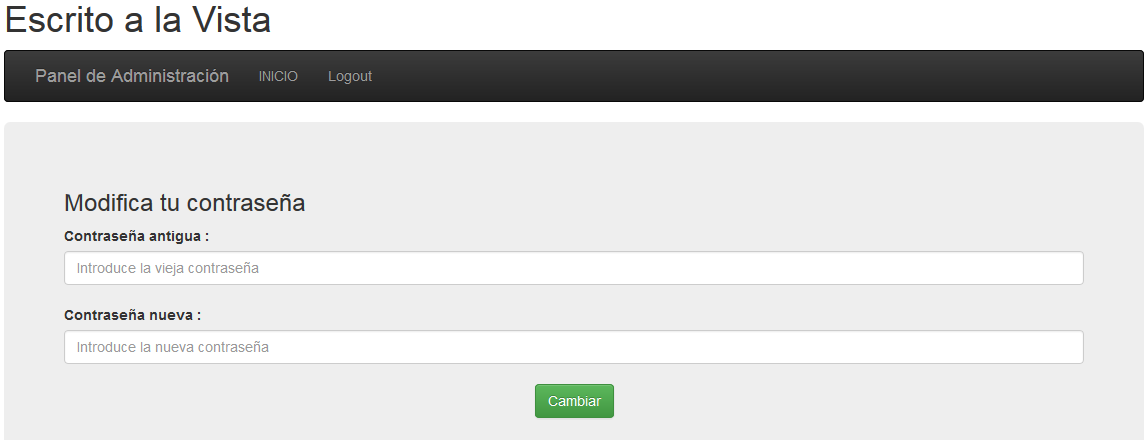 Escrito a la Vista
Panel de Administración INICIO Logout
Modifica tu contraseña
Contraseña antigua :
Introduce la vieja contraseña
Contraseña nueva :
Introduce la nueva contraseña
Cambiar